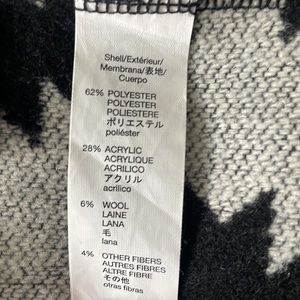 Shell/Extérieur/
Membrana/表地/
Cuerpo
62% POLYESTER
POLYESTER
POLIESTERE
ポリエステル
poliéster
28% ACRYLIC
ACRYLIQUE
ACRILICO
アクリル
acrílico
6% WOOL
LAINE
LANA
毛
lana
4% OTHER FIBERS
AUTRES FIBRES
ALTRE FIBRE
その他
otras fibras